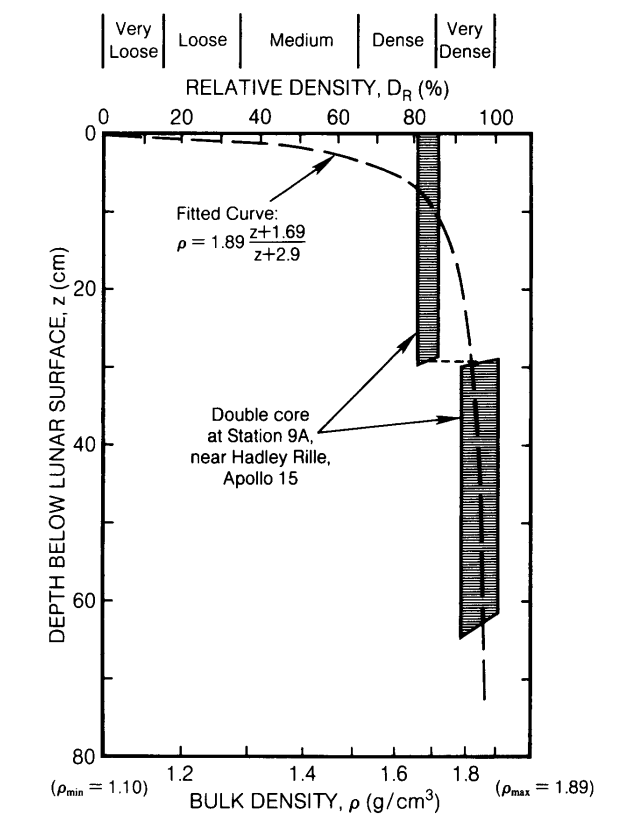 Very Loose
Loose
Medium
Dense
Very Dense
RELATIVE DENSITY, D_R (%)
0 20 40 60 80 100
0
Fitted Curve:
ρ = 1.89 z+1.69 / z+2.9
20
Double core
at Station 9A,
near Hadley Rille,
Apollo 15
40
60
80
DEPTH BELOW LUNAR SURFACE, z (cm)
1.2 1.4 1.6 1.8
(ρmin = 1.10)
(ρmax = 1.89)
BULK DENSITY, ρ (g/cm³)